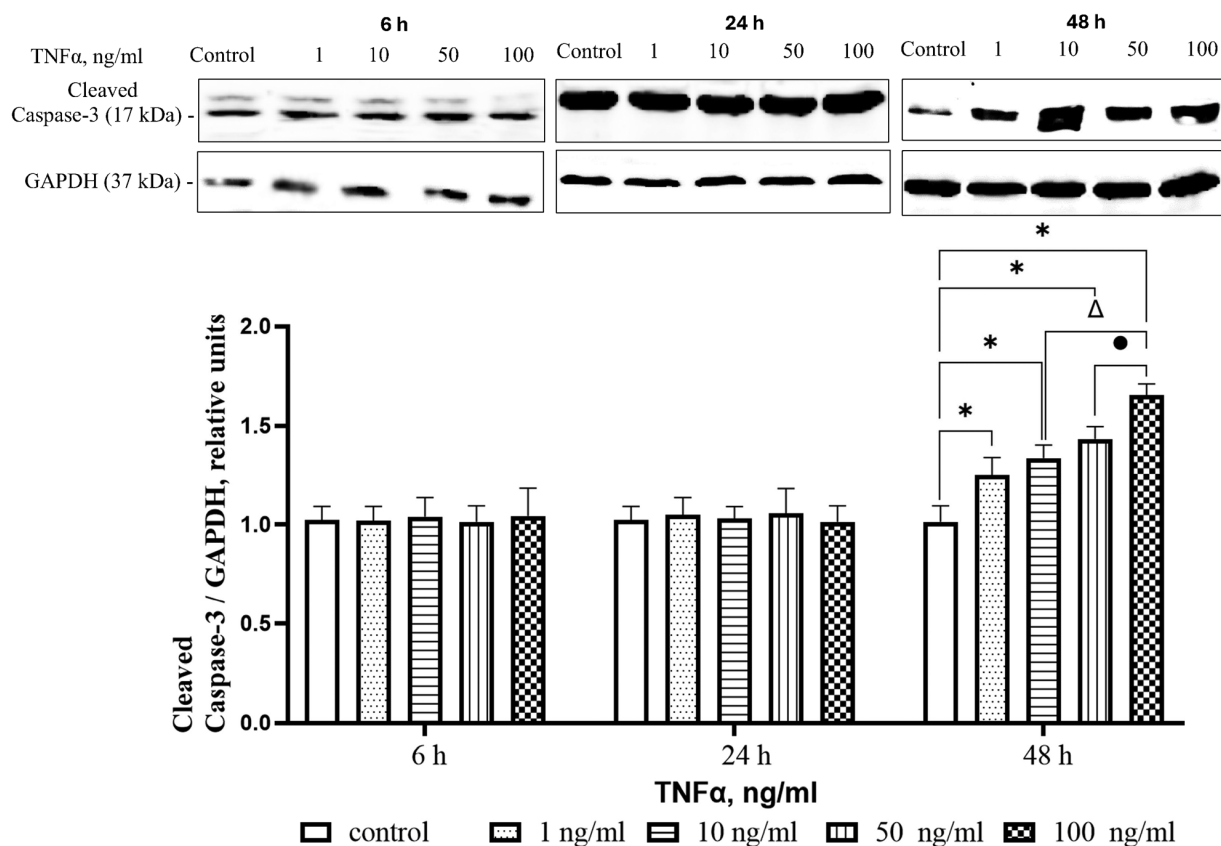 6 h 24 h 48 h
TNFα, ng/ml Control 1 10 50 100 Control 1 10 50 100 Control 1 10 50 100
Cleaved
Caspase-3 (17 kDa) -
GAPDH (37 kDa) -
*
*
Δ
*
●
*
Cleaved
Caspase-3 / GAPDH, relative units
2.0
1.5
1.0
0.5
0.0
6 h 24 h 48 h
TNFα, ng/ml
control 1 ng/ml 10 ng/ml 50 ng/ml 100 ng/ml